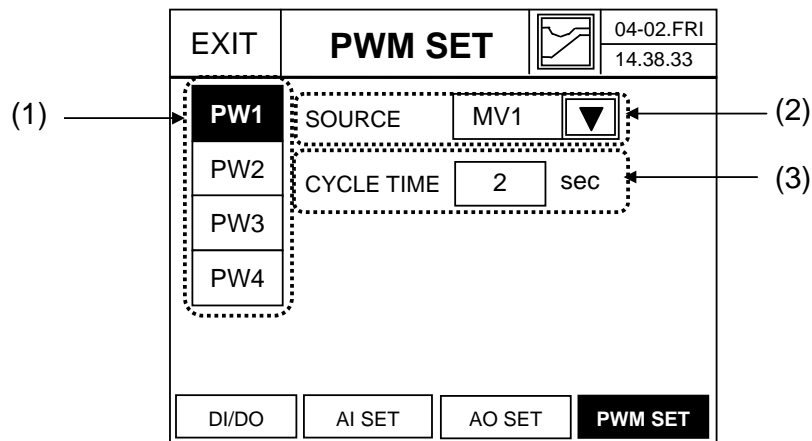 EXIT PWM SET 04-02.FRI
14.38.33
(1) PW1 SOURCE MV1 ▼ (2)
PW2 CYCLE TIME 2 sec (3)
PW3
PW4
DI/DO AI SET AO SET PWM SET